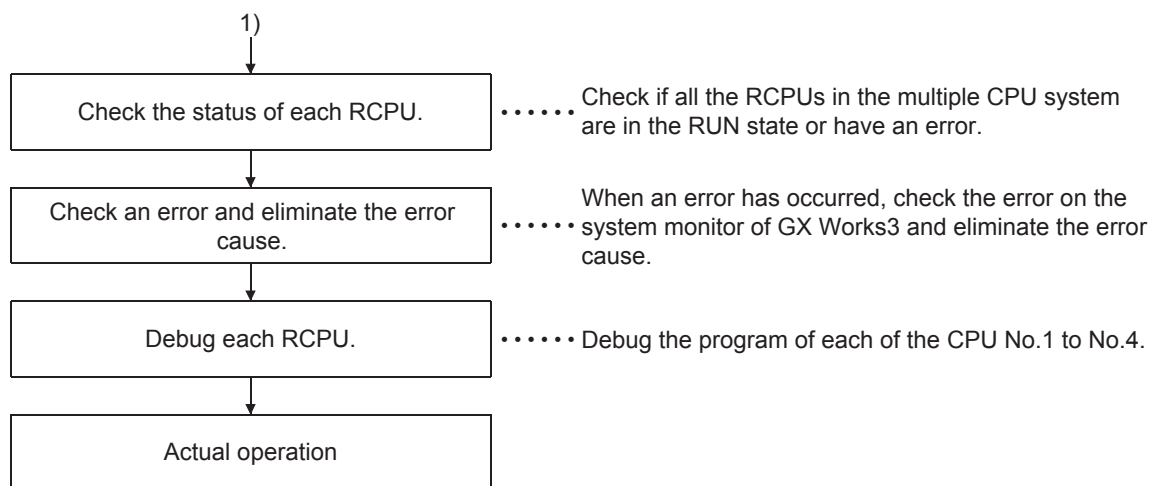 1)
Check the status of each RCPU.
Check if all the RCPUs in the multiple CPU system
are in the RUN state or have an error.
Check an error and eliminate the error
cause.
When an error has occurred, check the error on the
system monitor of GX Works3 and eliminate the error
cause.
Debug each RCPU.
Debug the program of each of the CPU No.1 to No.4.
Actual operation